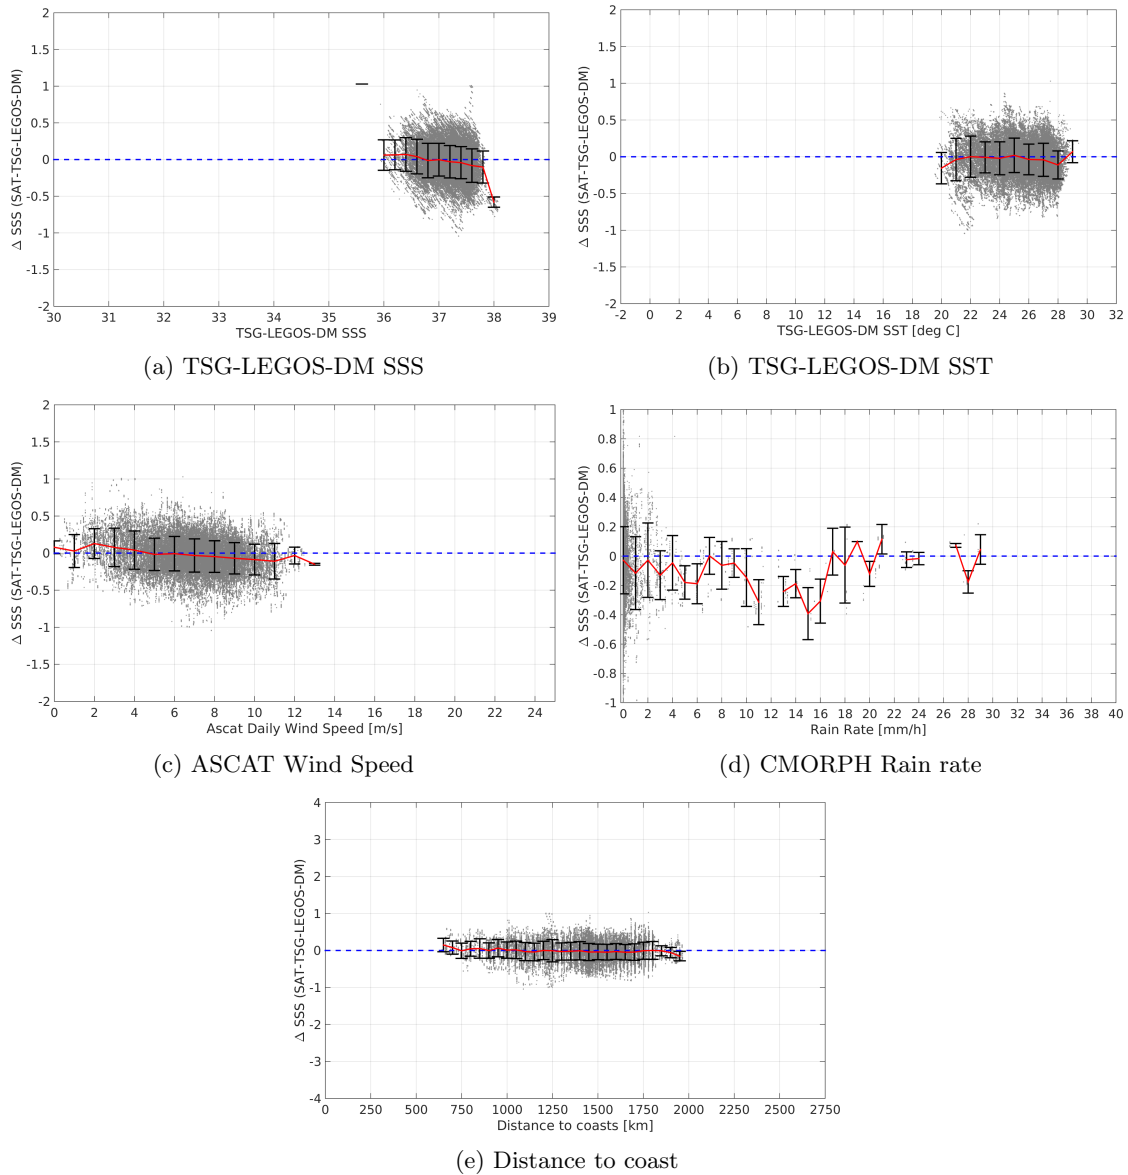 2
1.5
1
0.5
0
-0.5
-1
-1.5
-2
Δ SSS (SAT-TSG-LEGOS-DM)
30 31 32 33 34 35 36 37 38 39
TSG-LEGOS-DM SSS
(a) TSG-LEGOS-DM SSS
2
1.5
1
0.5
0
-0.5
-1
-1.5
-2
Δ SSS (SAT-TSG-LEGOS-DM)
-2 0 2 4 6 8 10 12 14 16 18 20 22 24 26 28 30 32
TSG-LEGOS-DM SST [deg C]
(b) TSG-LEGOS-DM SST
2
1.5
1
0.5
0
-0.5
-1
-1.5
-2
Δ SSS (SAT-TSG-LEGOS-DM)
0 2 4 6 8 10 12 14 16 18 20 22 24
Ascat Daily Wind Speed [m/s]
(c) ASCAT Wind Speed
1
0.8
0.6
0.4
0.2
0
-0.2
-0.4
-0.6
-0.8
-1
Δ SSS (SAT-TSG-LEGOS-DM)
0 2 4 6 8 10 12 14 16 18 20 22 24 26 28 30 32 34 36 38 40
Rain Rate [mm/h]
(d) CMORPH Rain rate
4
3
2
1
0
-1
-2
-3
-4
Δ SSS (SAT-TSG-LEGOS-DM)
0 250 500 750 1000 1250 1500 1750 2000 2250 2500 2750
Distance to coasts [km]
(e) Distance to coast